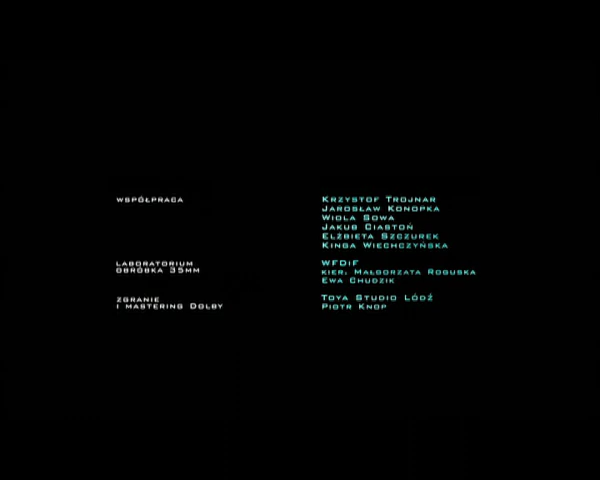 WSPÓŁPRACA KRZYSZTOF TROJNAR
JAROSŁAW KONOPKA
WIOLA SOWA
JAKUB CIASTOŃ
ELŻBIETA SZCZUREK
KINGA WIECHCZYŃSKA
LABORATORIUM WFDIF
OBRÓBKA 35MM KIER. MAŁGORZATA ROGUSKA
EWA CHUDZIK
ZGRANIE TOYA STUDIO ŁÓDŹ
I MASTERING DOLBY PIOTR KNOP